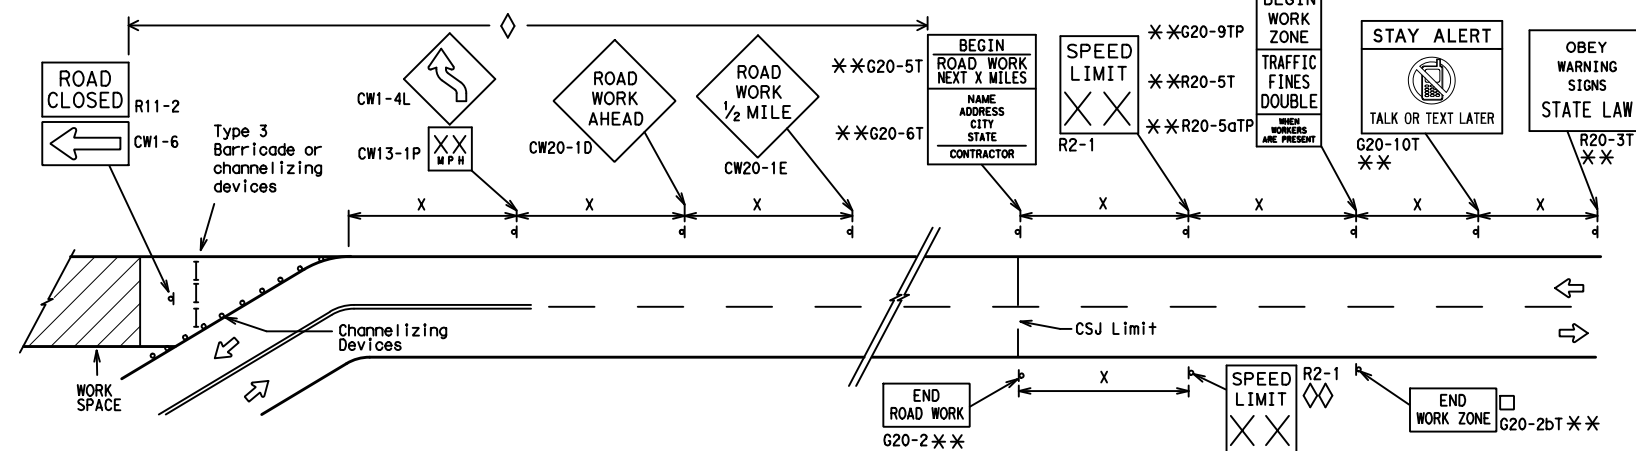 ROAD
CLOSED
R11-2
CW1-6
Type 3
Barricade or
channelizing
devices
CW1-4L
CW13-1P
XX
MPH
ROAD
WORK
AHEAD
CW20-1D
ROAD
WORK
1/2 MILE
CW20-1E
**G20-5T
**G20-6T
BEGIN
ROAD WORK
NEXT X MILES
NAME
ADDRESS
CITY
STATE
CONTRACTOR
SPEED
LIMIT
XX
R2-1
**G20-9TP
**R20-5T
**R20-5aTP
BEGIN
WORK
ZONE
TRAFFIC
FINES
DOUBLE
WHEN
WORKERS
ARE PRESENT
STAY ALERT
TALK OR TEXT LATER
G20-10T
**
OBEY
WARNING
SIGNS
STATE LAW
R20-3T
**
X
X
X
X
X
X
X
Channelizing
Devices
CSJ Limit
WORK
SPACE
END
ROAD WORK
G20-2**
X
SPEED
LIMIT
XX
R2-1
END
WORK ZONE
G20-2bT**